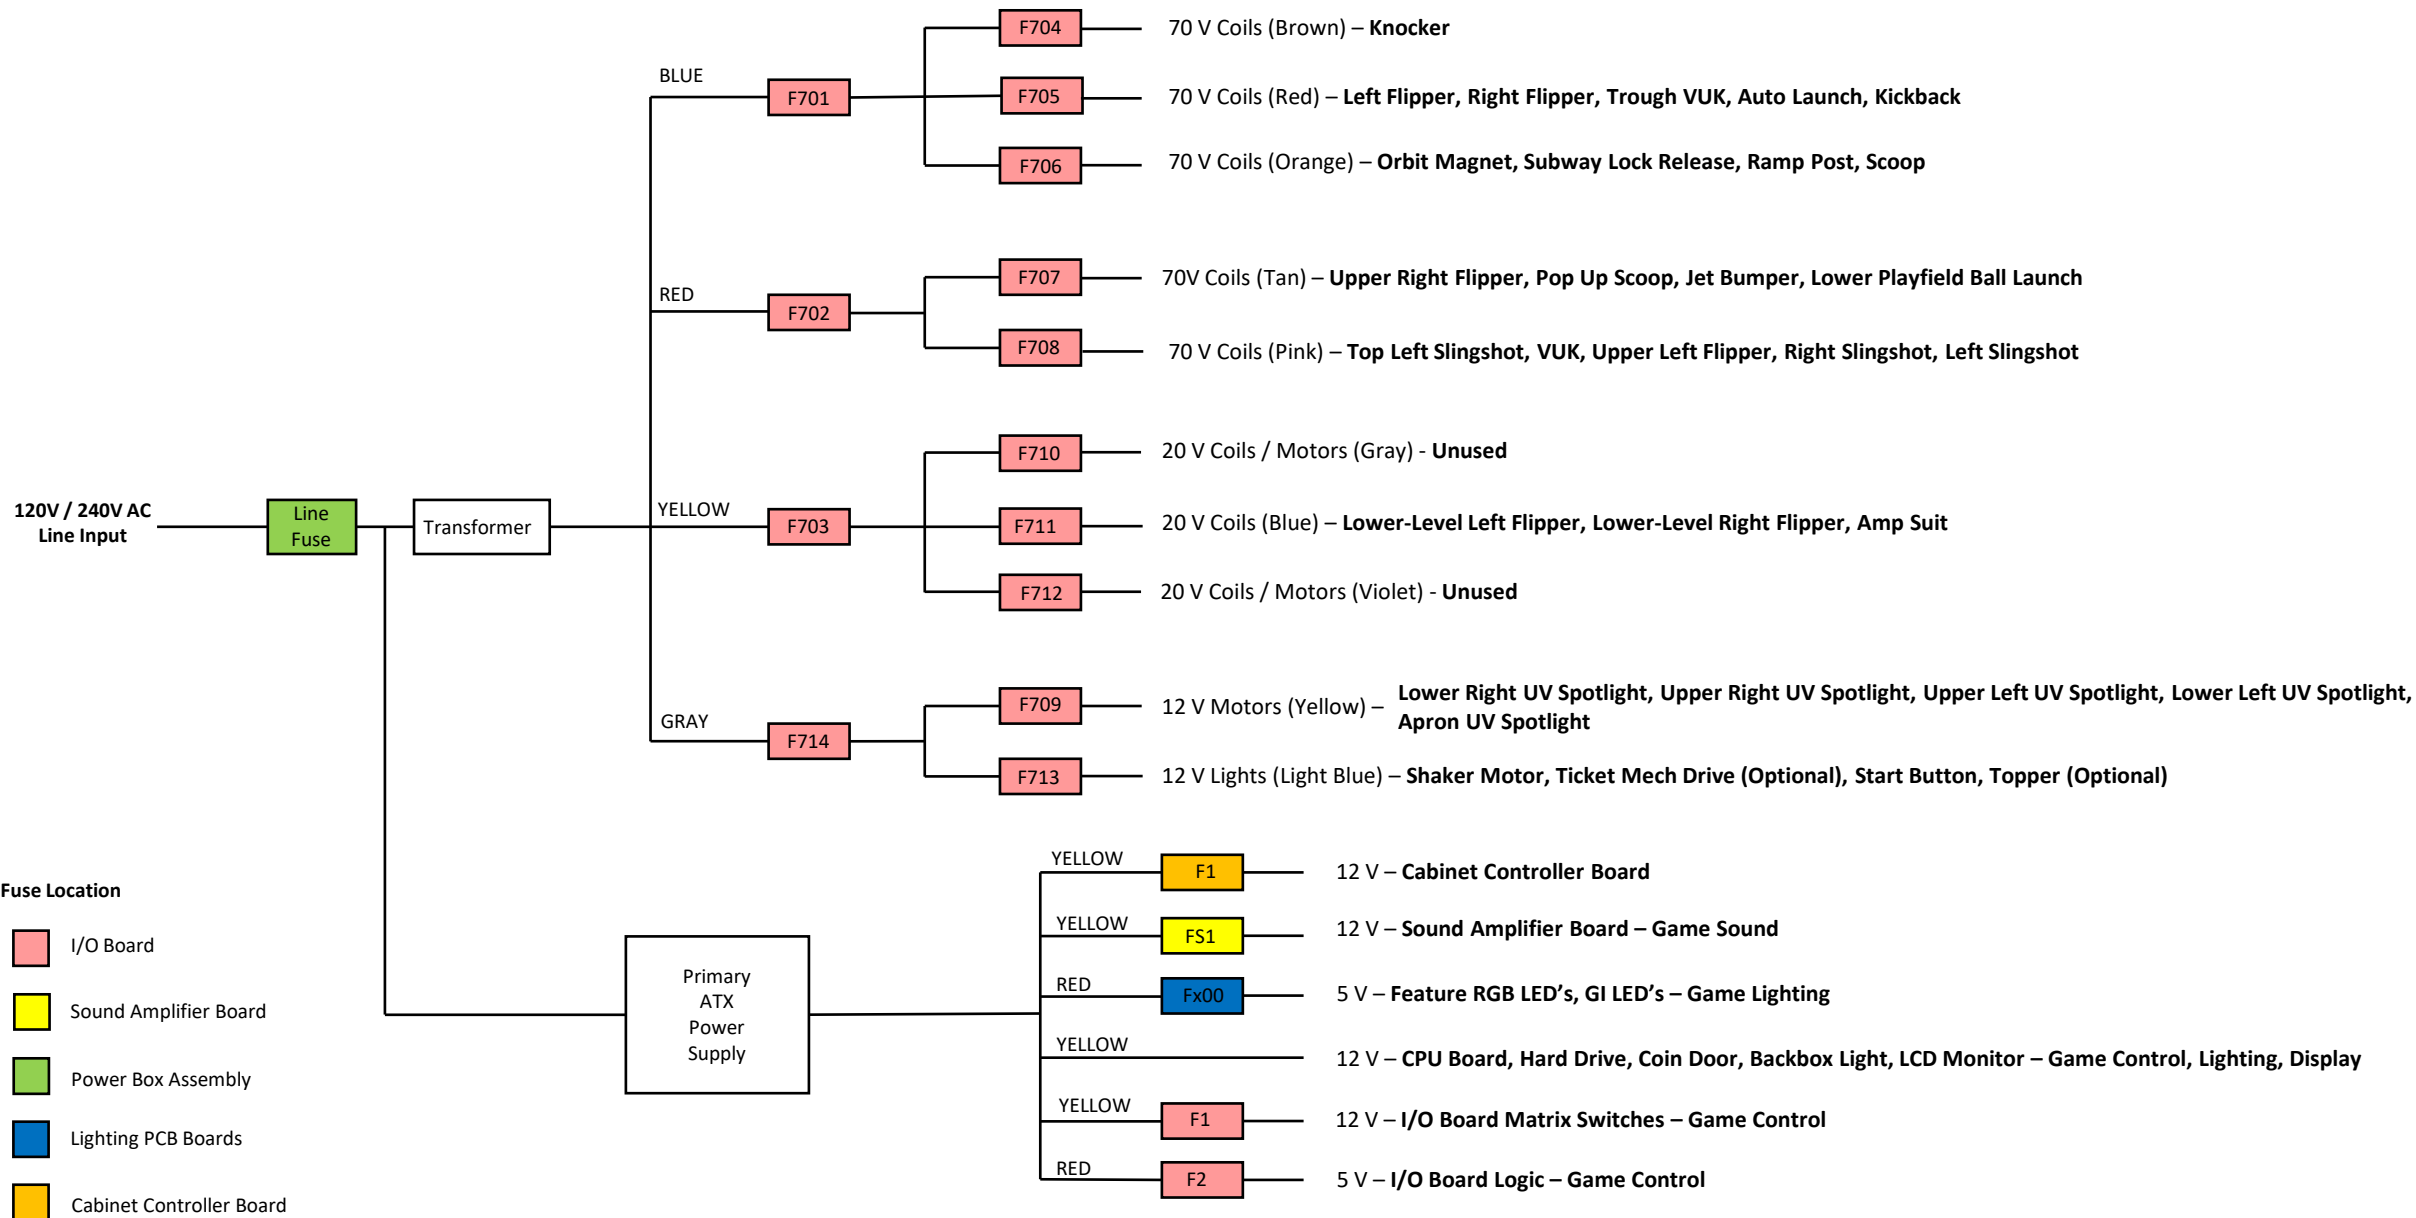 F704
70 V Coils (Brown) – Knocker
BLUE
F701
F705
70 V Coils (Red) – Left Flipper, Right Flipper, Trough VUK, Auto Launch, Kickback
F706
70 V Coils (Orange) – Orbit Magnet, Subway Lock Release, Ramp Post, Scoop
RED
F702
F707
70V Coils (Tan) – Upper Right Flipper, Pop Up Scoop, Jet Bumper, Lower Playfield Ball Launch
F708
70 V Coils (Pink) – Top Left Slingshot, VUK, Upper Left Flipper, Right Slingshot, Left Slingshot
120V / 240V AC
Line Input
Line
Fuse
Transformer
YELLOW
F703
F710
20 V Coils / Motors (Gray) - Unused
F711
20 V Coils (Blue) – Lower-Level Left Flipper, Lower-Level Right Flipper, Amp Suit
F712
20 V Coils / Motors (Violet) - Unused
GRAY
F714
F709
12 V Motors (Yellow) – Lower Right UV Spotlight, Upper Right UV Spotlight, Upper Left UV Spotlight, Lower Left UV Spotlight,
Apron UV Spotlight
F713
12 V Lights (Light Blue) – Shaker Motor, Ticket Mech Drive (Optional), Start Button, Topper (Optional)
Primary
ATX
Power
Supply
YELLOW
F1
12 V – Cabinet Controller Board
YELLOW
FS1
12 V – Sound Amplifier Board – Game Sound
RED
Fx00
5 V – Feature RGB LED’s, GI LED’s – Game Lighting
YELLOW
12 V – CPU Board, Hard Drive, Coin Door, Backbox Light, LCD Monitor – Game Control, Lighting, Display
YELLOW
F1
12 V – I/O Board Matrix Switches – Game Control
RED
F2
5 V – I/O Board Logic – Game Control
Fuse Location
I/O Board
Sound Amplifier Board
Power Box Assembly
Lighting PCB Boards
Cabinet Controller Board